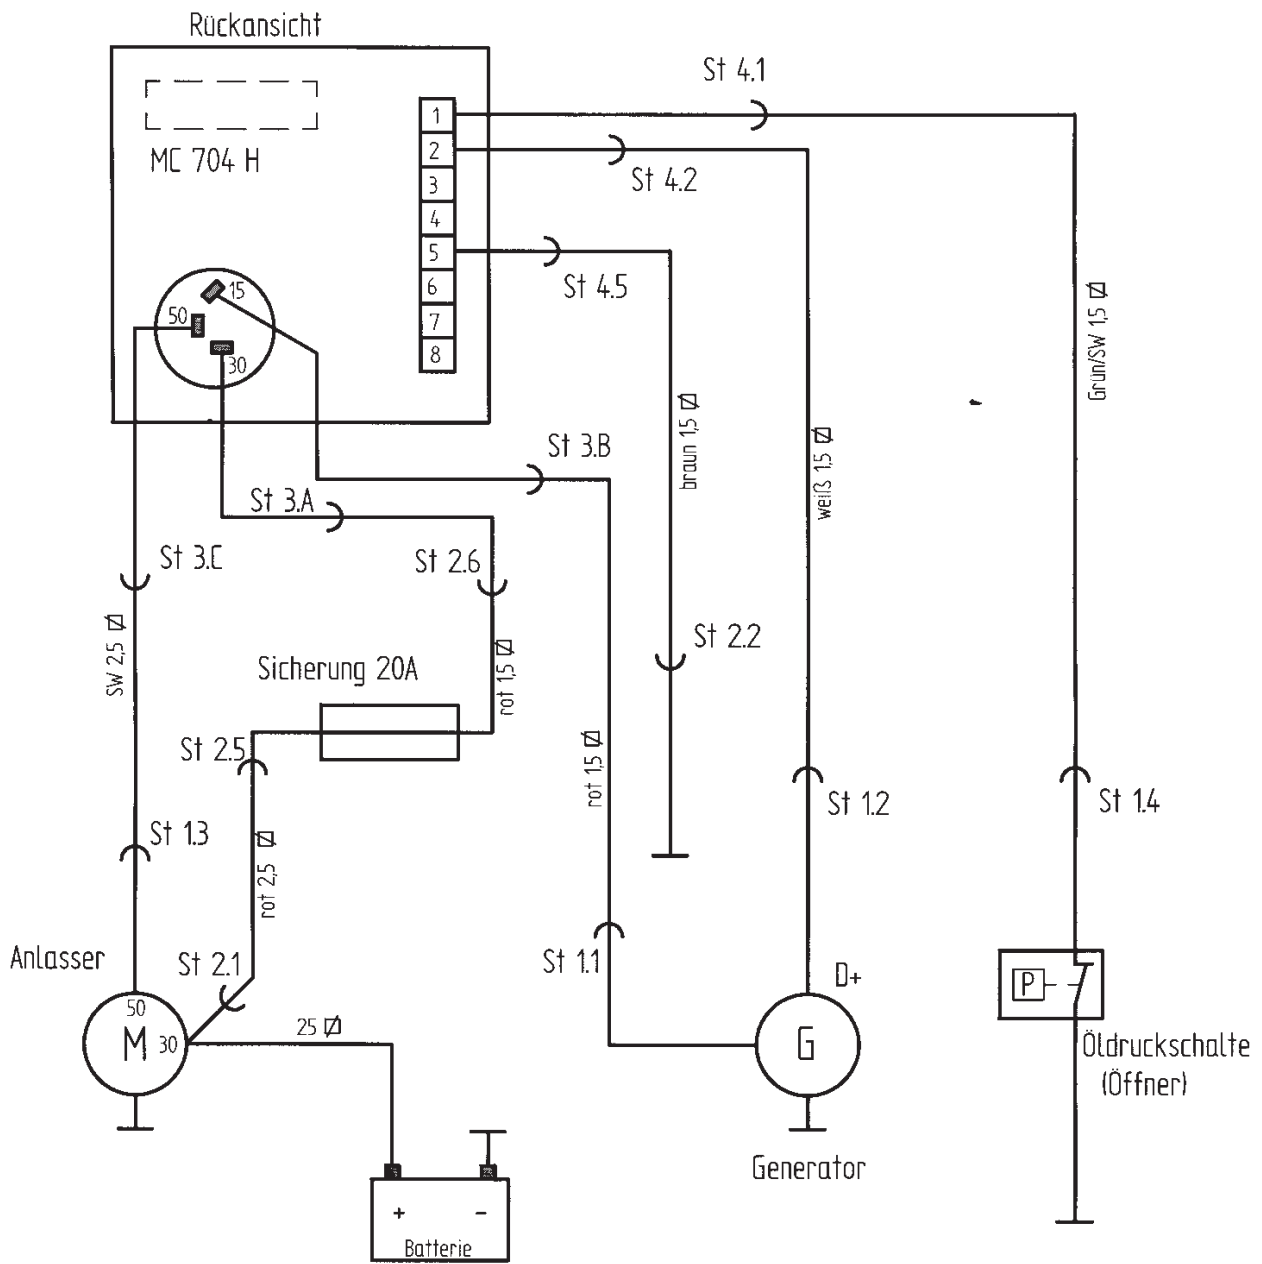 Rückansicht
MC 704 H
1
2
3
4
5
6
7
8
St 4.1
St 4.2
St 4.5
15
50
30
Grün/SW 1,5
braun 1,5
weiß 1,5
St 3.B
St 3.A
St 3.C
St 2.6
SW 2,5
St 2.2
Sicherung 20A
rot 1,5
St 2.5
rot 1,5
St 1.2
St 1.4
St 1.3
rot 2,5
Anlasser
St 2.1
St 1.1
D+
P
50
M
30
25
G
Öldruckschalte
(Öffner)
Generator
+
-
Batterie